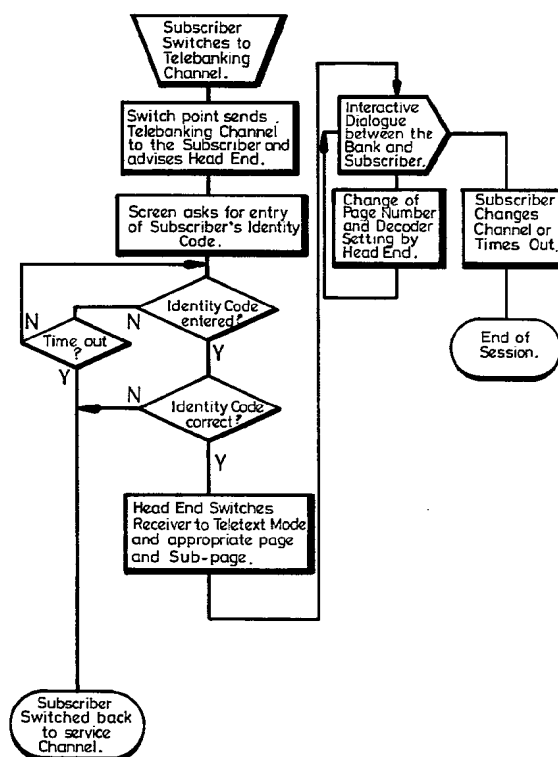 Subscriber
Switches to
Telebanking
Channel.
Switch point sends
Telebanking Channel
to the Subscriber and
advises Head End.
Screen asks for entry
of Subscriber's Identity
Code.
Identity Code
entered?
N
Y
Time out
?
N
Y
Identity Code
correct?
N
Y
Head End Switches
Receiver to Teletext Mode
and appropriate page
and Sub-page.
Subscriber
Switched back
to service
Channel.
Interactive
Dialogue
between the
Bank and
Subscriber.
Change of
Page Number
and Decoder
Setting by
Head End.
Subscriber
Changes
Channel or
Times Out.
End of
Session.